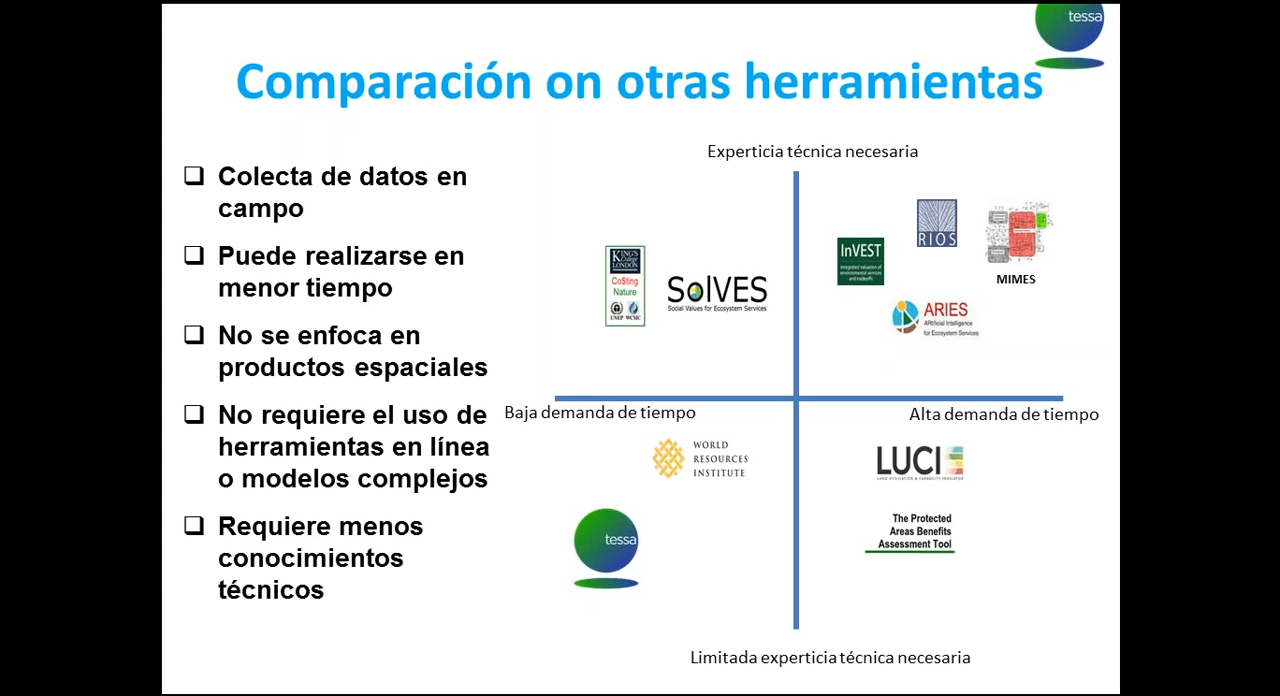 tessa
Comparación on otras herramientas
Colecta de datos en
campo
Puede realizarse en
menor tiempo
No se enfoca en
productos espaciales
No requiere el uso de
herramientas en línea
o modelos complejos
Requiere menos
conocimientos
técnicos
Experticia técnica necesaria
KING'S
College
LONDON
Co$ting
Nature
UNEP WCMC
SolVES
Social Values for Ecosystem Services
InVEST
integrated valuation of
environmental services
and tradeoffs
RIOS
MIMES
ARIES
ARtificial Intelligence
for Ecosystem Services
Baja demanda de tiempo
Alta demanda de tiempo
WORLD
RESOURCES
INSTITUTE
LUCI
LAND UTILISATION & CAPABILITY INDICATOR
tessa
The Protected
Areas Benefits
Assessment Tool
Limitada experticia técnica necesaria